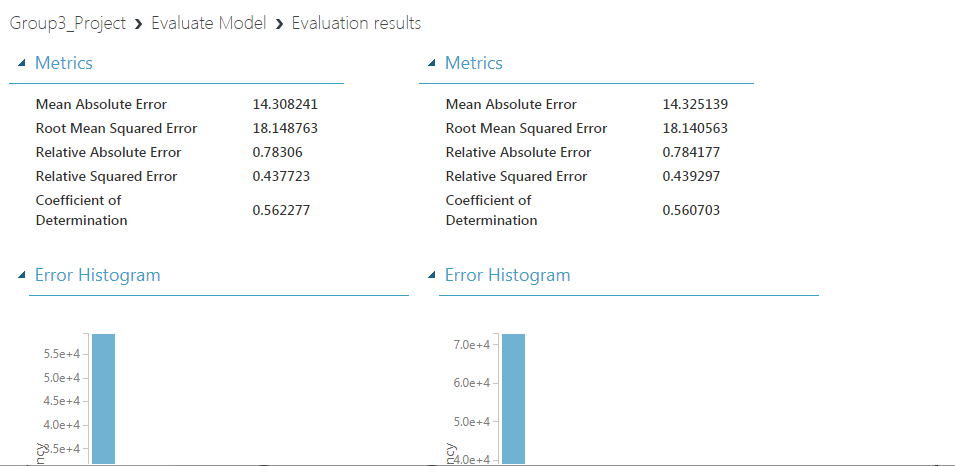 Group3_Project › Evaluate Model › Evaluation results
Metrics
Mean Absolute Error 14.308241
Root Mean Squared Error 18.148763
Relative Absolute Error 0.78306
Relative Squared Error 0.437723
Coefficient of
Determination 0.562277
Error Histogram
5.5e+4
5.0e+4
4.5e+4
4.0e+4
3.5e+4
Metrics
Mean Absolute Error 14.325139
Root Mean Squared Error 18.140563
Relative Absolute Error 0.784177
Relative Squared Error 0.439297
Coefficient of
Determination 0.560703
Error Histogram
7.0e+4
6.0e+4
5.0e+4
4.0e+4